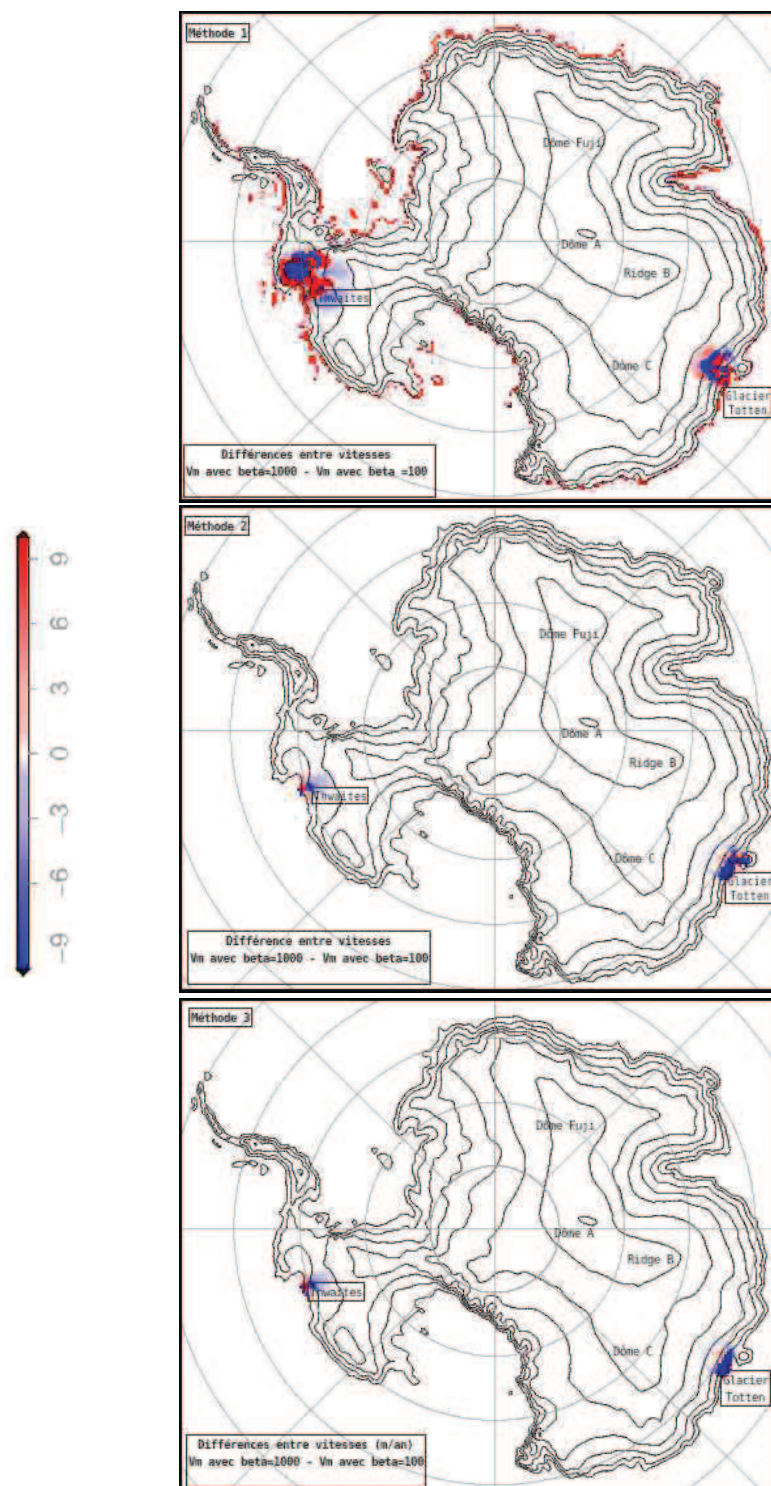 Méthode 1
Dôme Fuji
Dôme A
Ridge B
Thwaites
Dôme C
Glacier
Totten
Différences entre vitesses
Vm avec beta=1000 - Vm avec beta =100
9
6
3
0
-3
-6
-9
Méthode 2
Dôme Fuji
Dôme A
Ridge B
Thwaites
Dôme C
Glacier
Totten
Différence entre vitesses
Vm avec beta=1000 - Vm avec beta=100
Méthode 3
Dôme Fuji
Dôme A
Ridge B
Thwaites
Dôme C
Glacier
Totten
Différences entre vitesses (m/an)
Vm avec beta=1000 - Vm avec beta=100